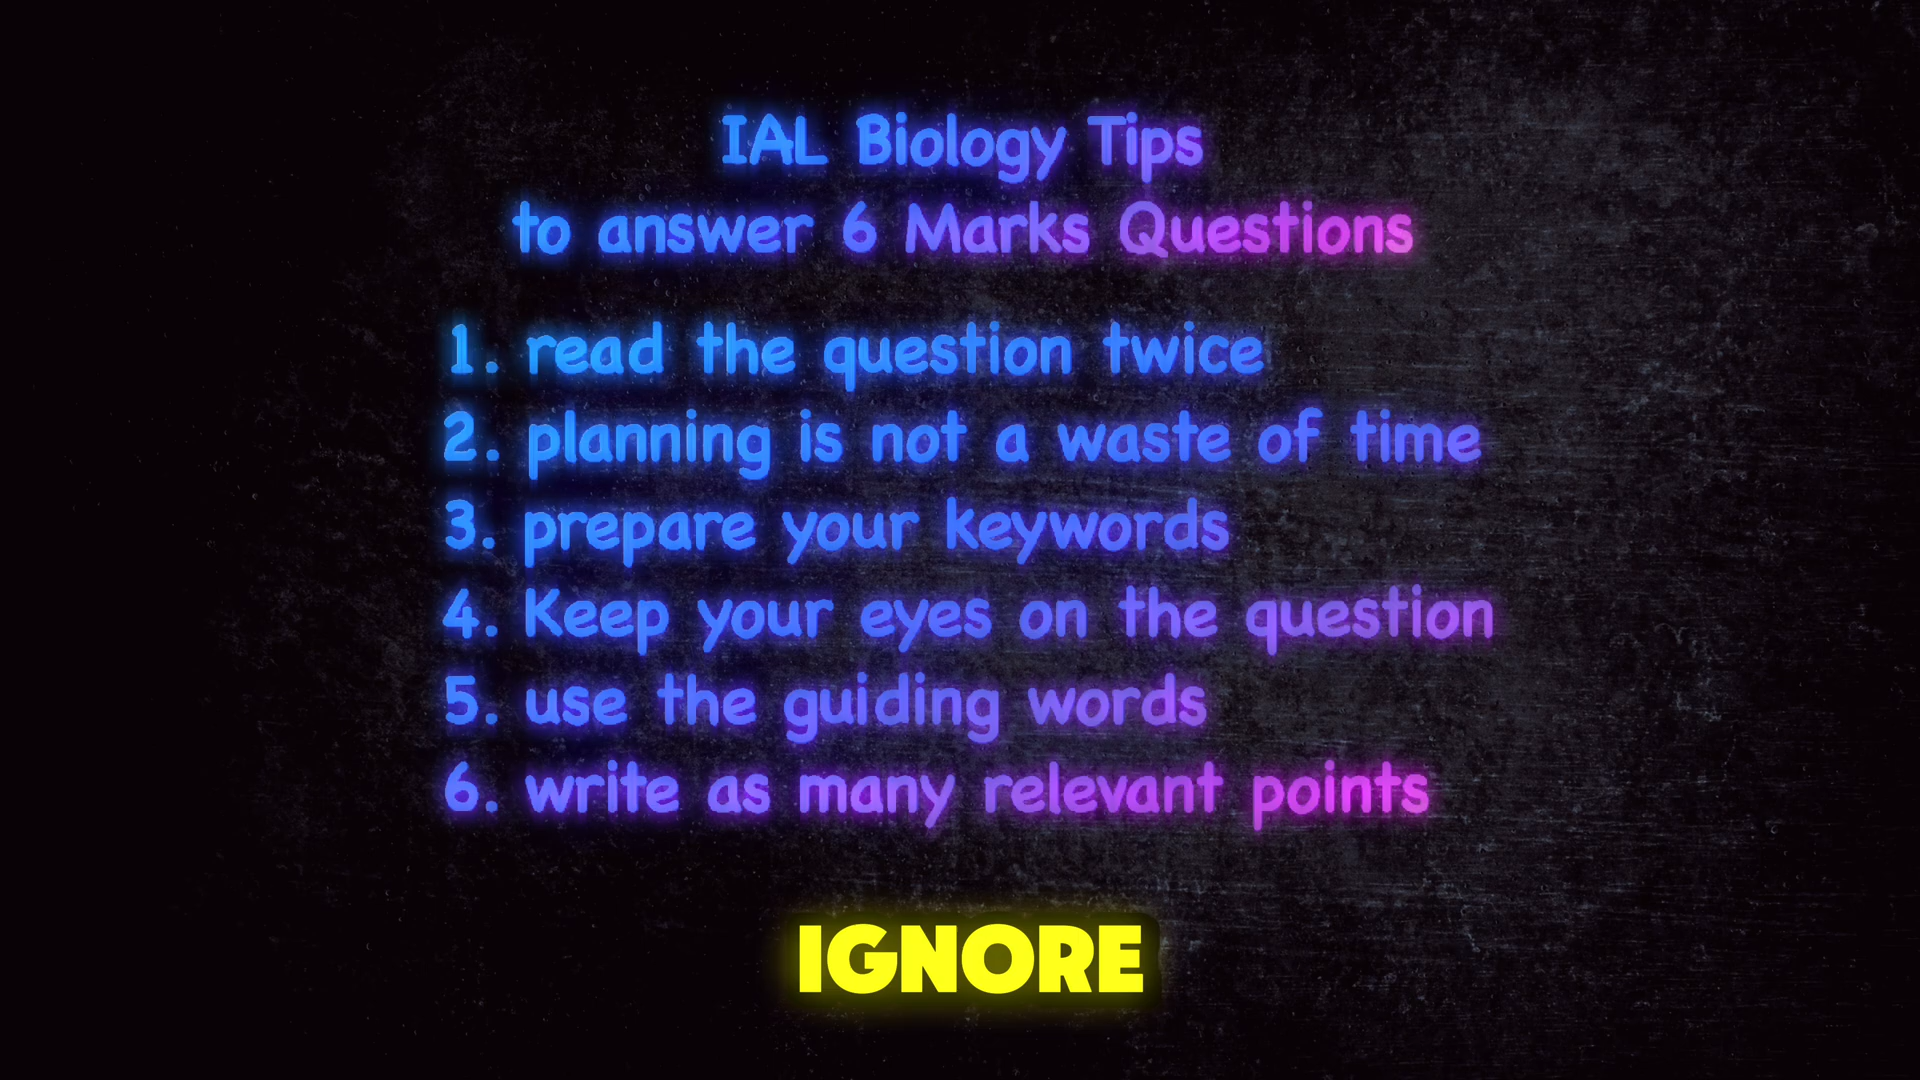 IAL Biology Tips
to answer 6 Marks Questions
1. read the question twice
2. planning is not a waste of time
3. prepare your keywords
4. Keep your eyes on the question
5. use the guiding words
6. write as many relevant points
IGNORE